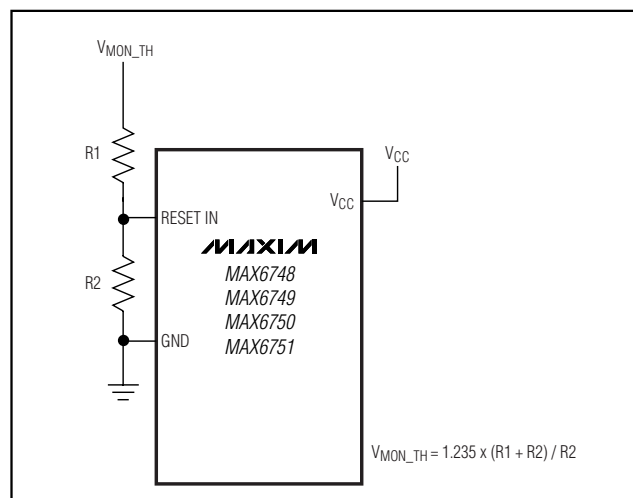 VMON_TH
R1
VCC
VCC
RESET IN
MAXIM
R2
MAX6748
MAX6749
MAX6750
MAX6751
GND
VMON_TH = 1.235 x (R1 + R2) / R2